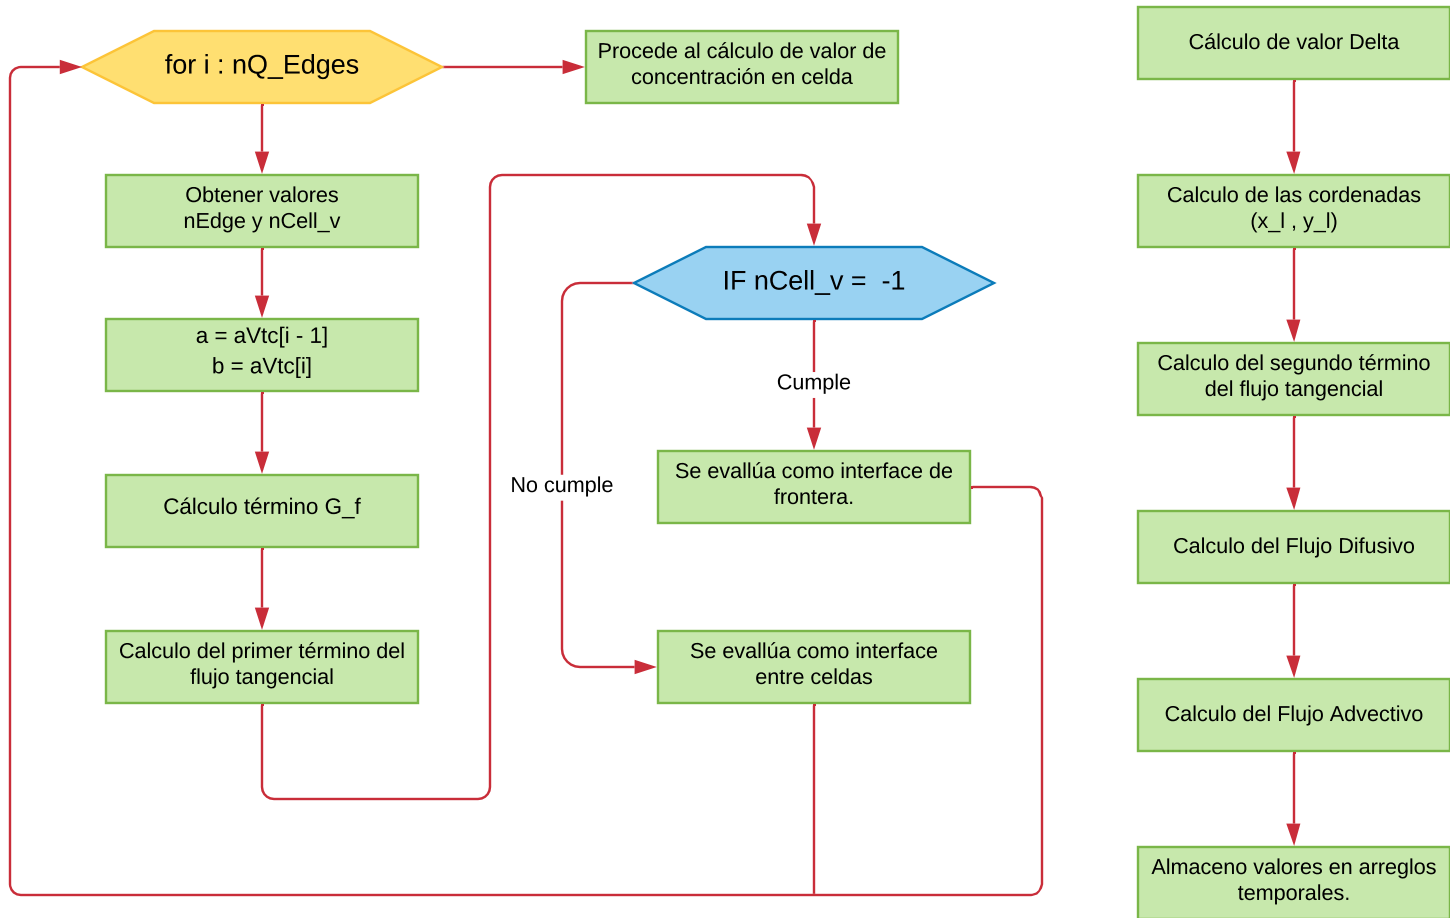 for i : nQ_Edges
Procede al cálculo de valor de
concentración en celda
Obtener valores
nEdge y nCell_v
a = aVtc[i - 1]
b = aVtc[i]
Cálculo término G_f
Calculo del primer término del
flujo tangencial
IF nCell_v =  -1
Cumple
No cumple
Se evallúa como interface de
frontera.
Se evallúa como interface
entre celdas
Cálculo de valor Delta
Calculo de las cordenadas
(x_l , y_l)
Calculo del segundo término
del flujo tangencial
Calculo del Flujo Difusivo
Calculo del Flujo Advectivo
Almaceno valores en arreglos
temporales.